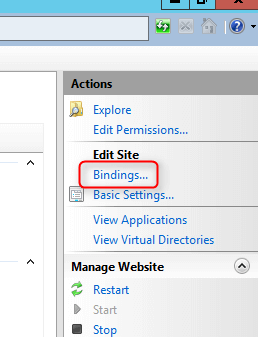 Actions
Explore
Edit Permissions...
Edit Site
Bindings...
Basic Settings...
View Applications
View Virtual Directories
Manage Website
Restart
Start
Stop